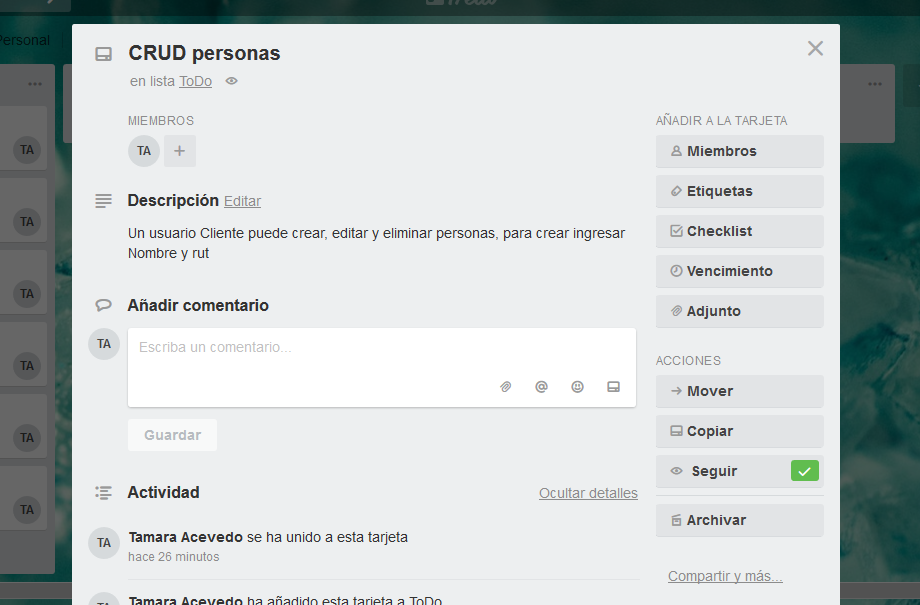 Trello
Personal
CRUD personas
en lista ToDo
MIEMBROS
TA
Descripción Editar
Un usuario Cliente puede crear, editar y eliminar personas, para crear ingresar
Nombre y rut
Añadir comentario
TA
Escriba un comentario...
Guardar
Actividad
Ocultar detalles
TA
Tamara Acevedo se ha unido a esta tarjeta
hace 26 minutos
TA
Tamara Acevedo ha añadido esta tarjeta a ToDo
AÑADIR A LA TARJETA
Miembros
Etiquetas
Checklist
Vencimiento
Adjunto
ACCIONES
Mover
Copiar
Seguir
Archivar
Compartir y más...
TA
TA
TA
TA
TA
TA